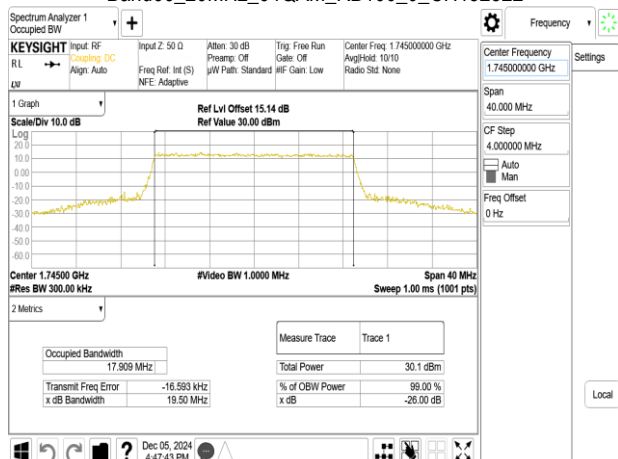 Spectrum Analyzer 1
Occupied BW
Frequency
Settings
KEYSIGHT
RL
LXI
Input: RF
Coupling: DC
Align: Auto
Input Z: 50 Ω
Freq Ref: Int (S)
NFE: Adaptive
Atten: 30 dB
Preamp: Off
µW Path: Standard
Trig: Free Run
Gate: Off
#IF Gain: Low
Center Freq: 1.745000000 GHz
Avg|Hold: 10/10
Radio Std: None
Center Frequency
1.745000000 GHz
Span
40.000 MHz
CF Step
4.000000 MHz
Auto
Man
Freq Offset
0 Hz
Local
1 Graph
Scale/Div 10.0 dB
Ref Lvl Offset 15.14 dB
Ref Value 30.00 dBm
Log
20.0
10.0
0.00
-10.0
-20.0
-30.0
-40.0
-50.0
-60.0
Center 1.74500 GHz
#Res BW 300.00 kHz
#Video BW 1.0000 MHz
Span 40 MHz
Sweep 1.00 ms (1001 pts)
2 Metrics
Occupied Bandwidth
17.909 MHz
Transmit Freq Error -16.593 kHz
x dB Bandwidth 19.50 MHz
Measure Trace Trace 1
Total Power 30.1 dBm
% of OBW Power 99.00 %
x dB -26.00 dB
?
Dec 05, 2024
4:47:43 PM